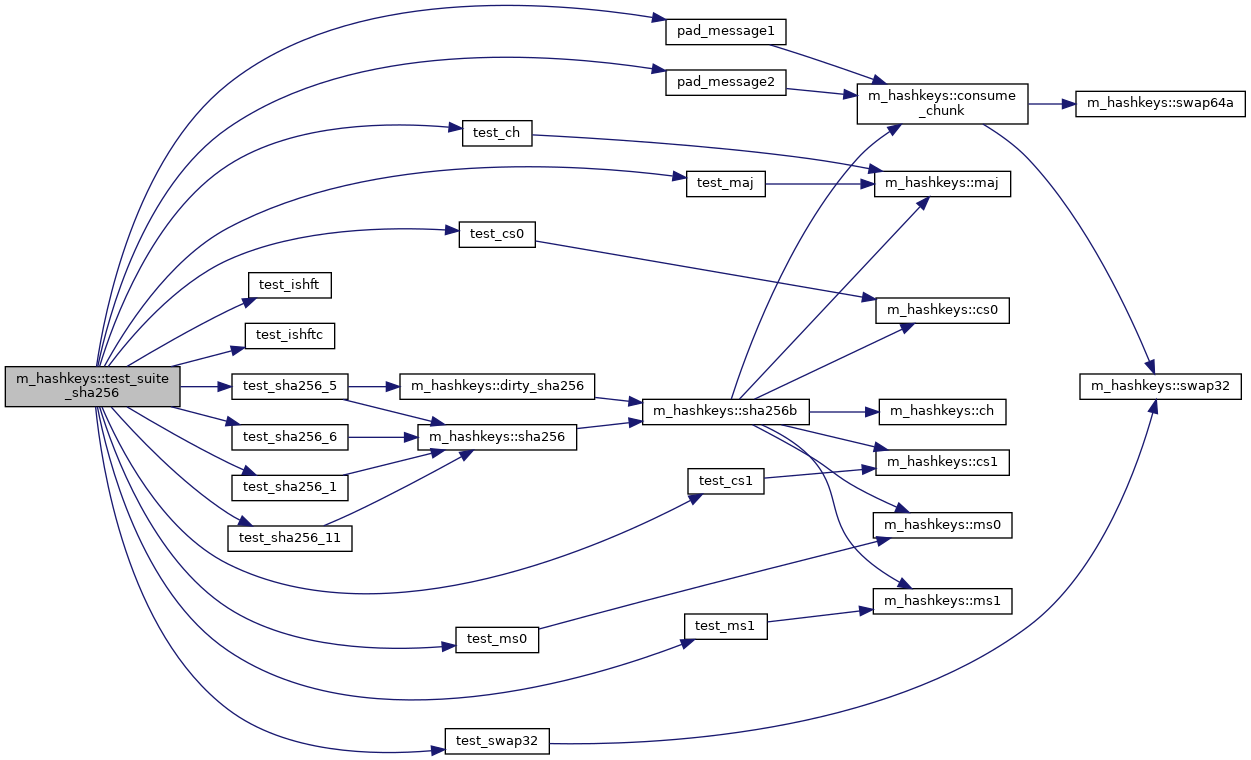 pad_message1
pad_message2
m_hashkeys::consume
_chunk
m_hashkeys::swap64a
test_ch
test_maj
m_hashkeys::maj
test_cs0
test_ishft
m_hashkeys::cs0
test_ishftc
m_hashkeys::test_suite
_sha256
test_sha256_5
m_hashkeys::dirty_sha256
m_hashkeys::swap32
m_hashkeys::sha256b
m_hashkeys::ch
test_sha256_6
m_hashkeys::sha256
m_hashkeys::cs1
test_sha256_1
test_cs1
m_hashkeys::ms0
test_sha256_11
m_hashkeys::ms1
test_ms0
test_ms1
test_swap32